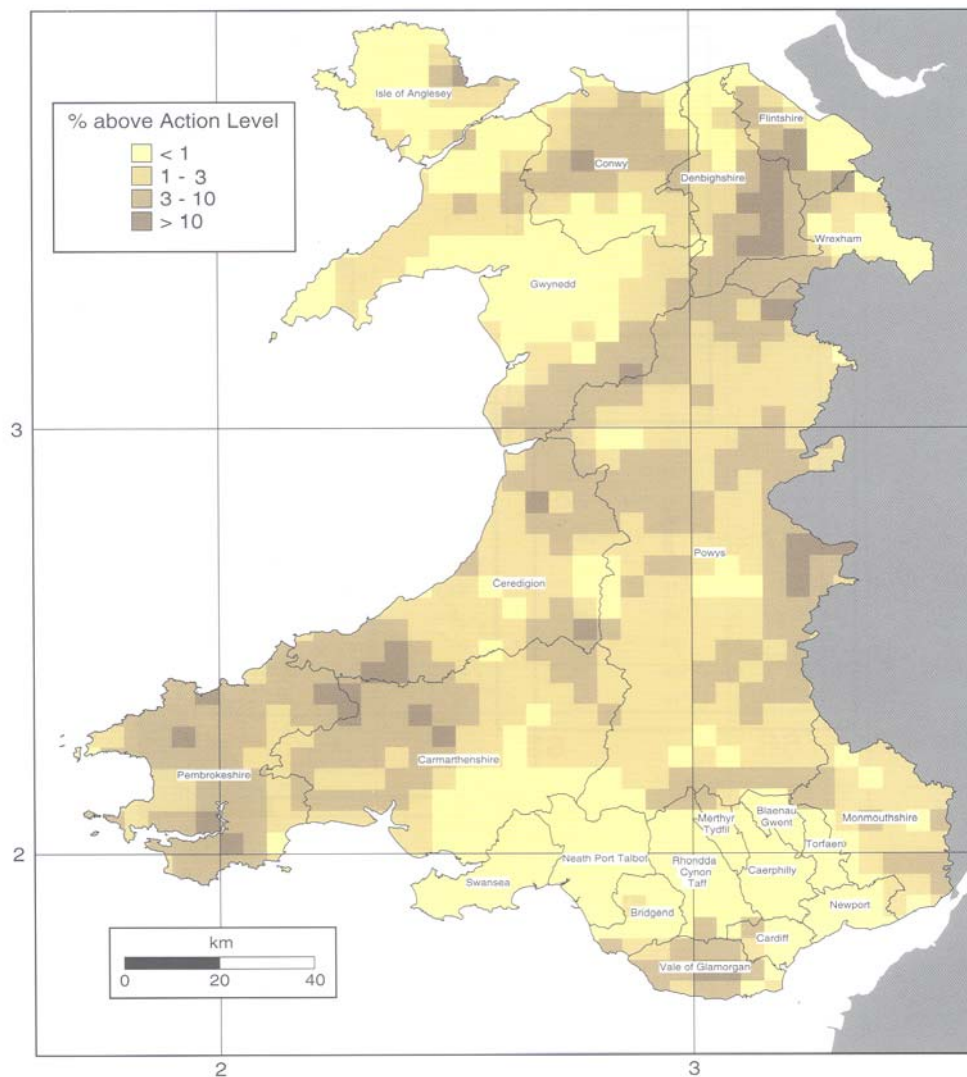 Isle of Anglesey
% above Action Level
< 1
1 - 3
3 - 10
> 10
Flintshire
Conwy
Denbighshire
Wrexham
Gwynedd
3
Powys
Ceredigion
Carmarthenshire
Pembrokeshire
Merthyr
Tydfil
Blaenau
Gwent
Monmouthshire
Torfaen
2
Neath Port Talbot
Rhondda
Cynon
Taff
Caerphilly
Swansea
Newport
Bridgend
Cardiff
km
Vale of Glamorgan
0 20 40
2 3